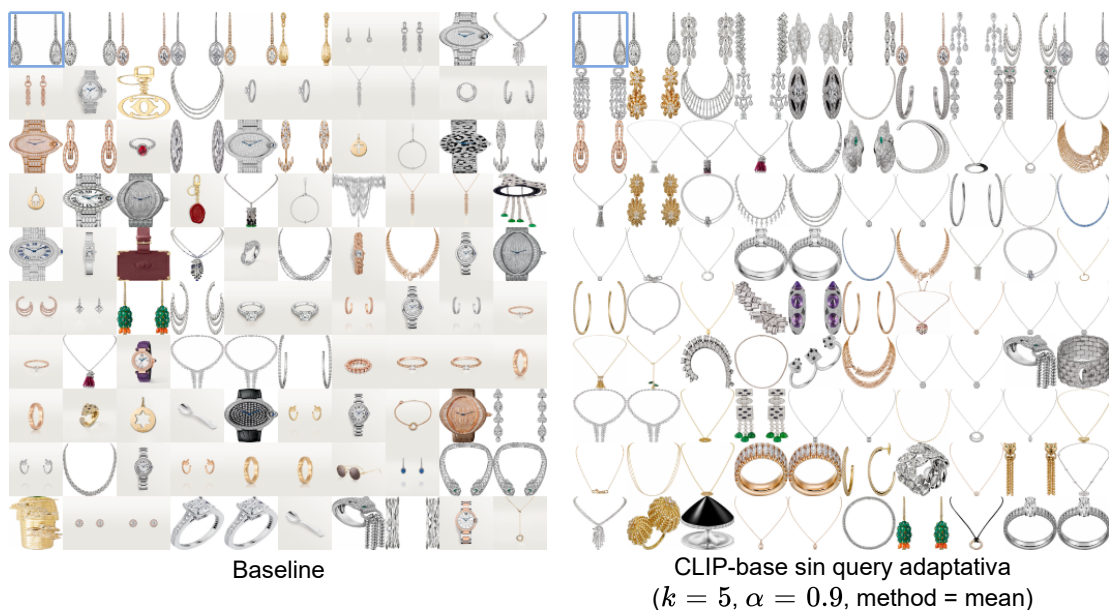 Baseline
CLIP-base sin query adaptativa
(k = 5, α = 0.9, method = mean)